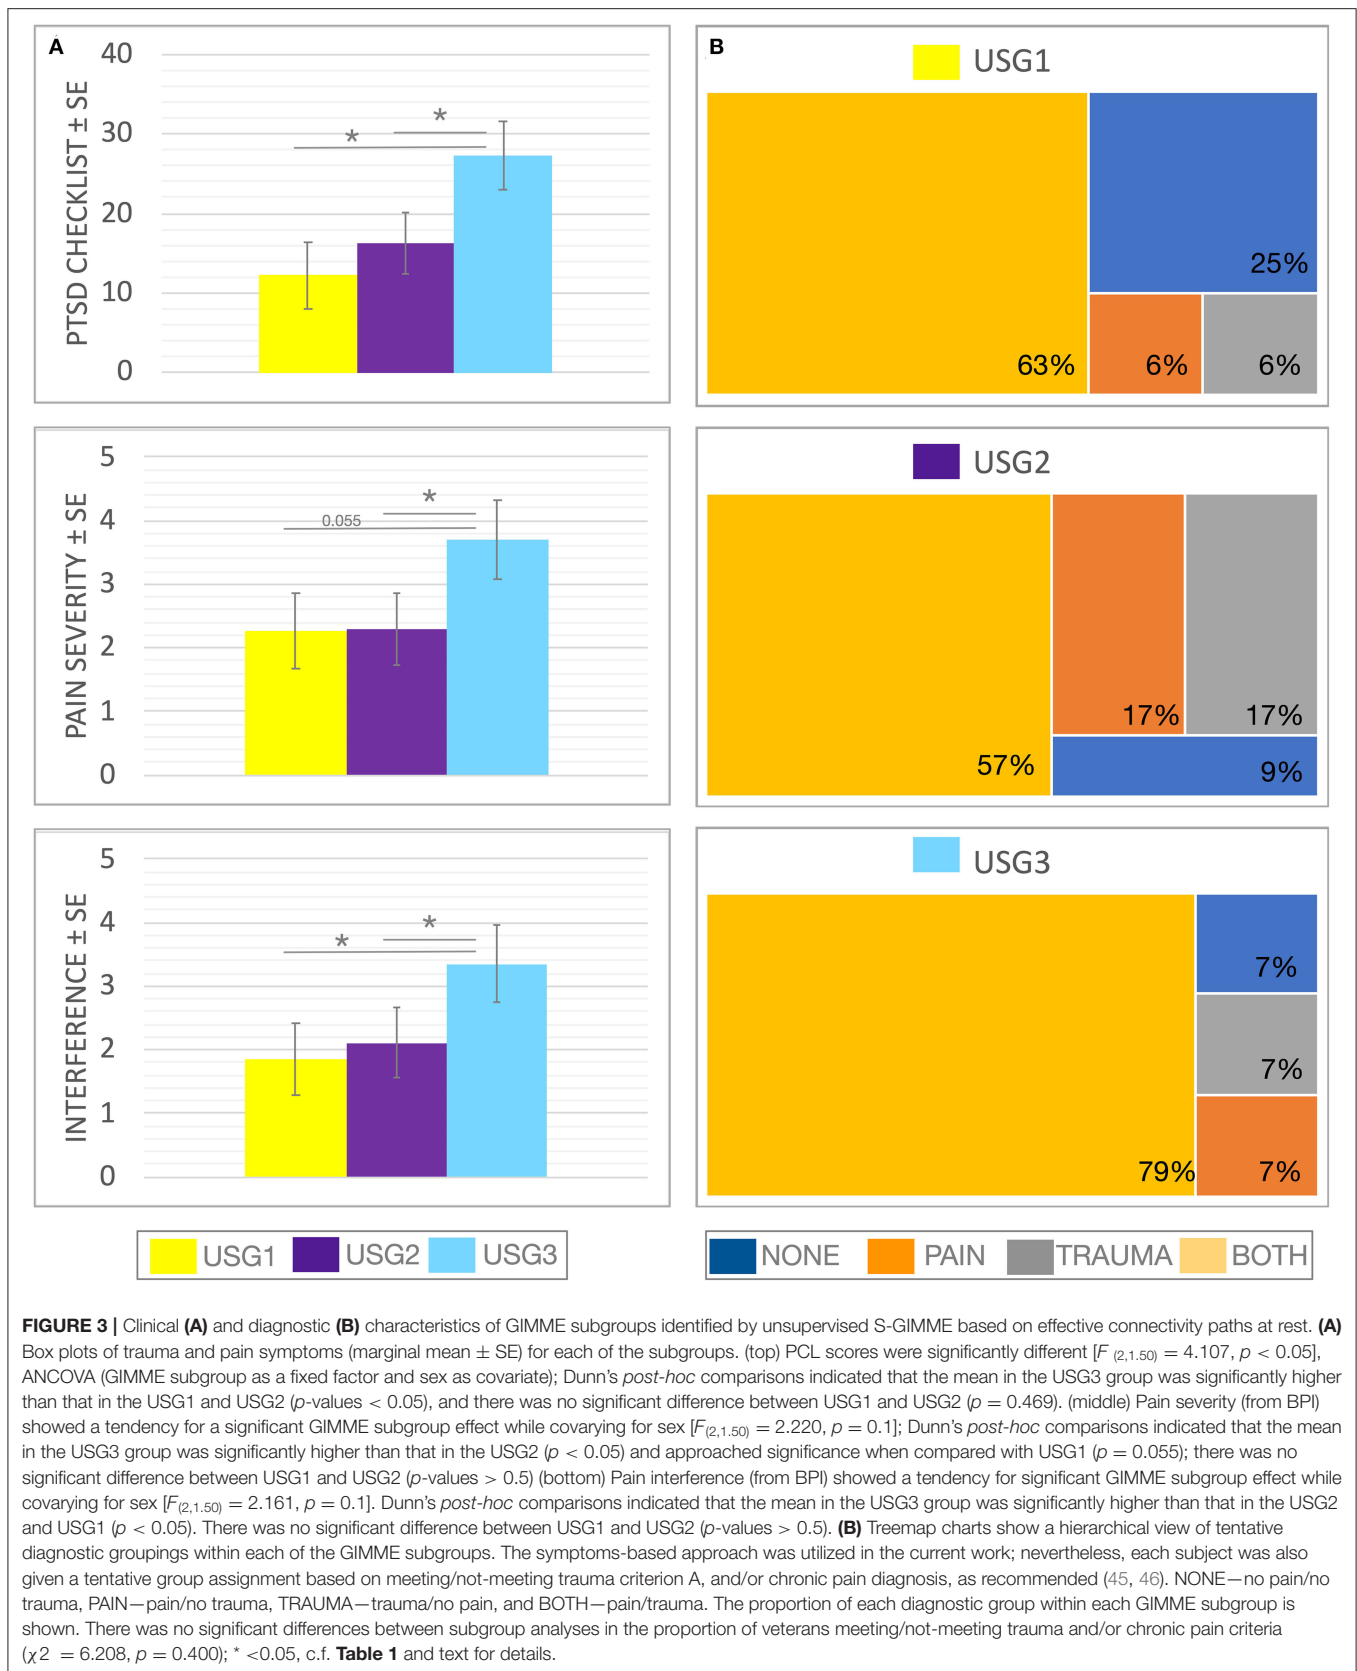 A
40
30
20
10
0
PTSD CHECKLIST ± SE
*
*
B
USG1
25%
63%
6%
6%
5
4
3
2
1
0
PAIN SEVERITY ± SE
0.055
*
USG2
17%
17%
57%
9%
5
4
3
2
1
0
INTERFERENCE ± SE
*
*
USG3
7%
7%
79%
7%
USG1 USG2 USG3
NONE PAIN TRAUMA BOTH
FIGURE 3 | Clinical (A) and diagnostic (B) characteristics of GIMME subgroups identified by unsupervised S-GIMME based on effective connectivity paths at rest. (A)
Box plots of trauma and pain symptoms (marginal mean ± SE) for each of the subgroups. (top) PCL scores were significantly different [F (2,1.50) = 4.107, p < 0.05],
ANCOVA (GIMME subgroup as a fixed factor and sex as covariate); Dunn's post-hoc comparisons indicated that the mean in the USG3 group was significantly higher
than that in the USG1 and USG2 (p-values < 0.05), and there was no significant difference between USG1 and USG2 (p = 0.469). (middle) Pain severity (from BPI)
showed a tendency for a significant GIMME subgroup effect while covarying for sex [F(2,1.50) = 2.220, p = 0.1]; Dunn's post-hoc comparisons indicated that the mean
in the USG3 group was significantly higher than that in the USG2 (p < 0.05) and approached significance when compared with USG1 (p = 0.055); there was no
significant difference between USG1 and USG2 (p-values > 0.5) (bottom) Pain interference (from BPI) showed a tendency for significant GIMME subgroup effect while
covarying for sex [F(2,1.50) = 2.161, p = 0.1]. Dunn's post-hoc comparisons indicated that the mean in the USG3 group was significantly higher than that in the USG2
and USG1 (p < 0.05). There was no significant difference between USG1 and USG2 (p-values > 0.5). (B) Treemap charts show a hierarchical view of tentative
diagnostic groupings within each of the GIMME subgroups. The symptoms-based approach was utilized in the current work; nevertheless, each subject was also
given a tentative group assignment based on meeting/not-meeting trauma criterion A, and/or chronic pain diagnosis, as recommended (45, 46). NONE—no pain/no
trauma, PAIN—pain/no trauma, TRAUMA—trauma/no pain, and BOTH—pain/trauma. The proportion of each diagnostic group within each GIMME subgroup is
shown. There was no significant differences between subgroup analyses in the proportion of veterans meeting/not-meeting trauma and/or chronic pain criteria
(χ2 = 6.208, p = 0.400); * <0.05, c.f. Table 1 and text for details.